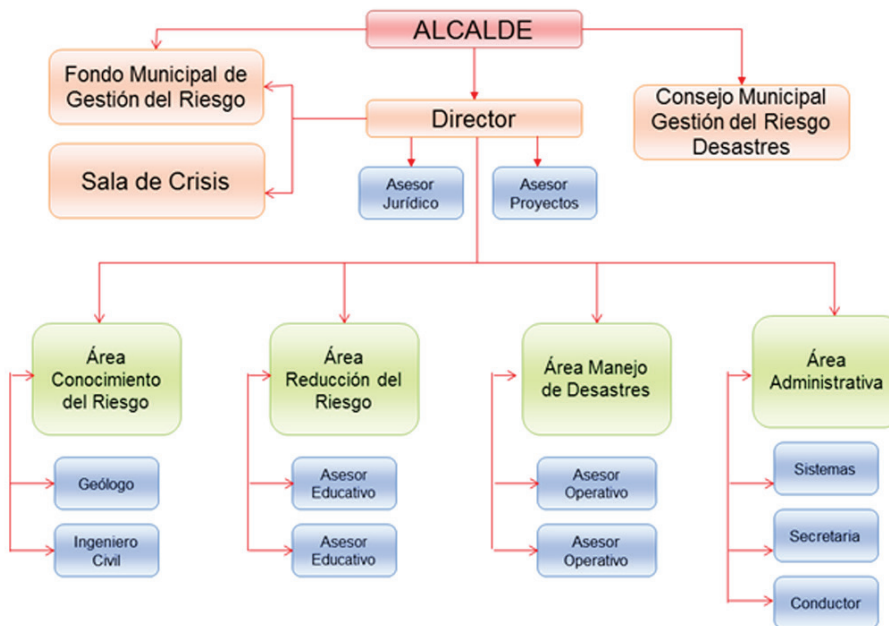 ALCALDE
Fondo Municipal de
Gestión del Riesgo
Consejo Municipal
Gestión del Riesgo
Desastres
Director
Sala de Crisis
Asesor
Jurídico
Asesor
Proyectos
Área
Conocimiento
del Riesgo
Área
Reducción del
Riesgo
Área Manejo
de Desastres
Área
Administrativa
Geólogo
Ingeniero
Civil
Asesor
Educativo
Asesor
Educativo
Asesor
Operativo
Asesor
Operativo
Sistemas
Secretaria
Conductor